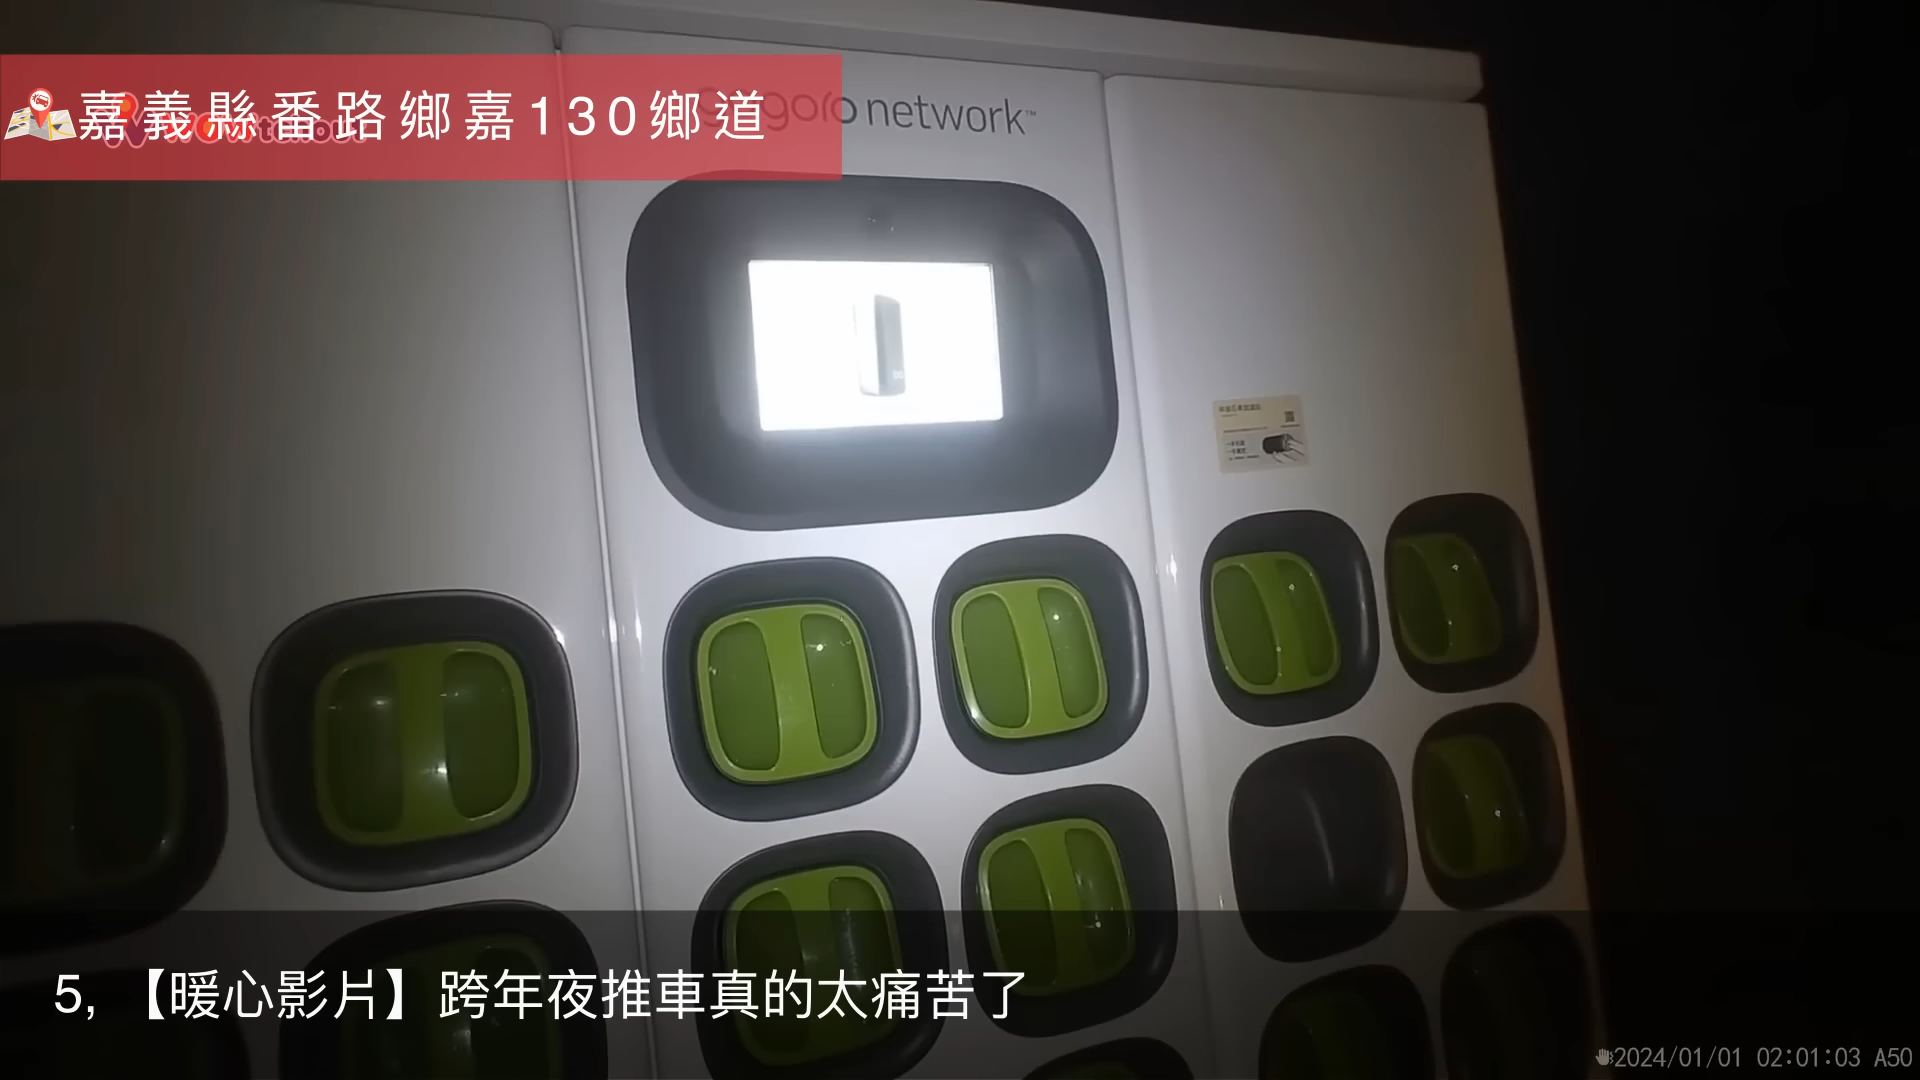 嘉義縣番路鄉嘉130鄉道
gogoro network™
5, 【暖心影片】跨年夜推車真的太痛苦了
2024/01/01 02:01:03 A50